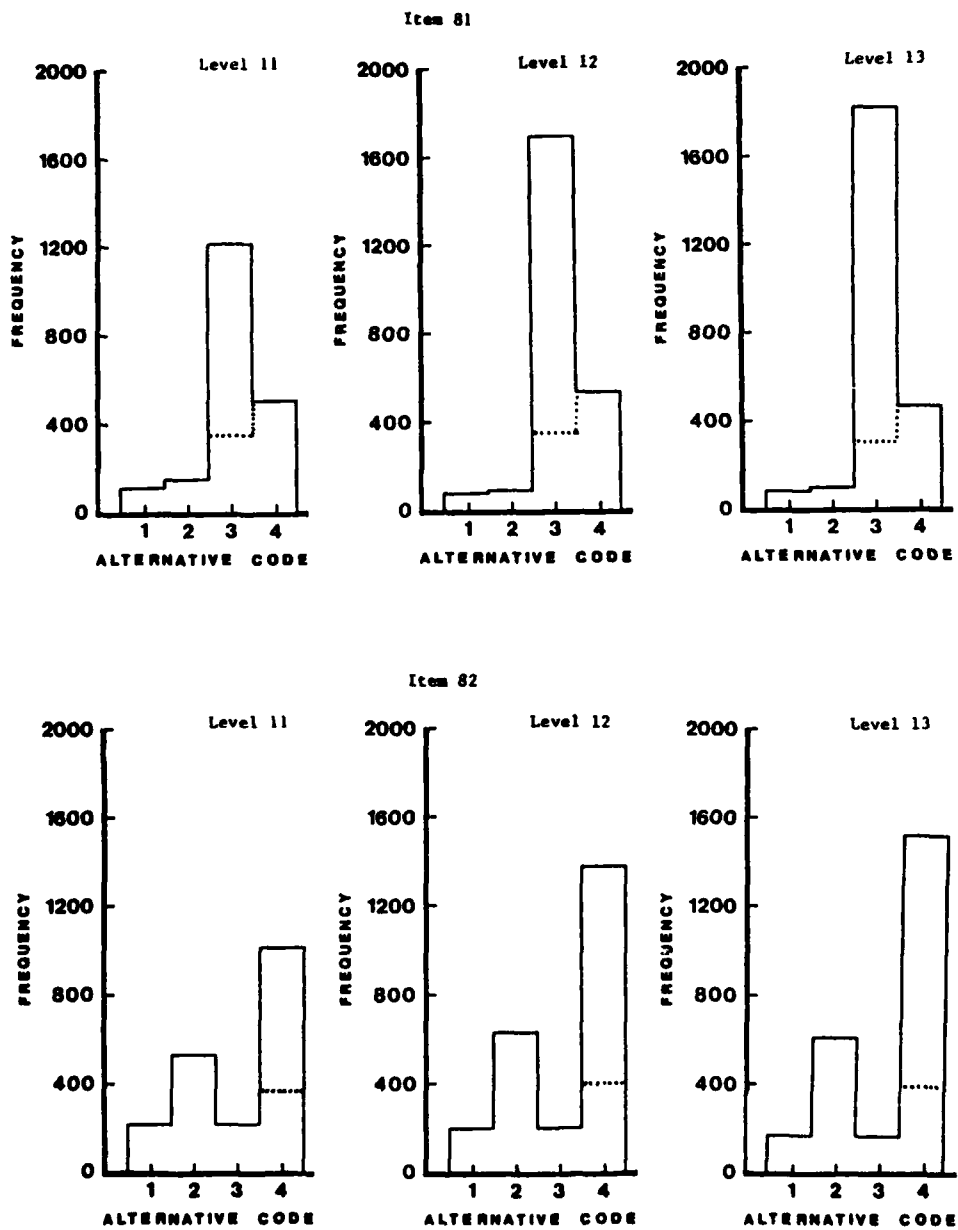 Item 81
Level 11
2000
1600
1200
800
400
0
FREQUENCY
1 2 3 4
ALTERNATIVE CODE
Level 12
2000
1600
1200
800
400
0
FREQUENCY
1 2 3 4
ALTERNATIVE CODE
Level 13
2000
1600
1200
800
400
0
FREQUENCY
1 2 3 4
ALTERNATIVE CODE
Item 82
Level 11
2000
1600
1200
800
400
0
FREQUENCY
1 2 3 4
ALTERNATIVE CODE
Level 12
2000
1600
1200
800
400
0
FREQUENCY
1 2 3 4
ALTERNATIVE CODE
Level 13
2000
1600
1200
800
400
0
FREQUENCY
1 2 3 4
ALTERNATIVE CODE